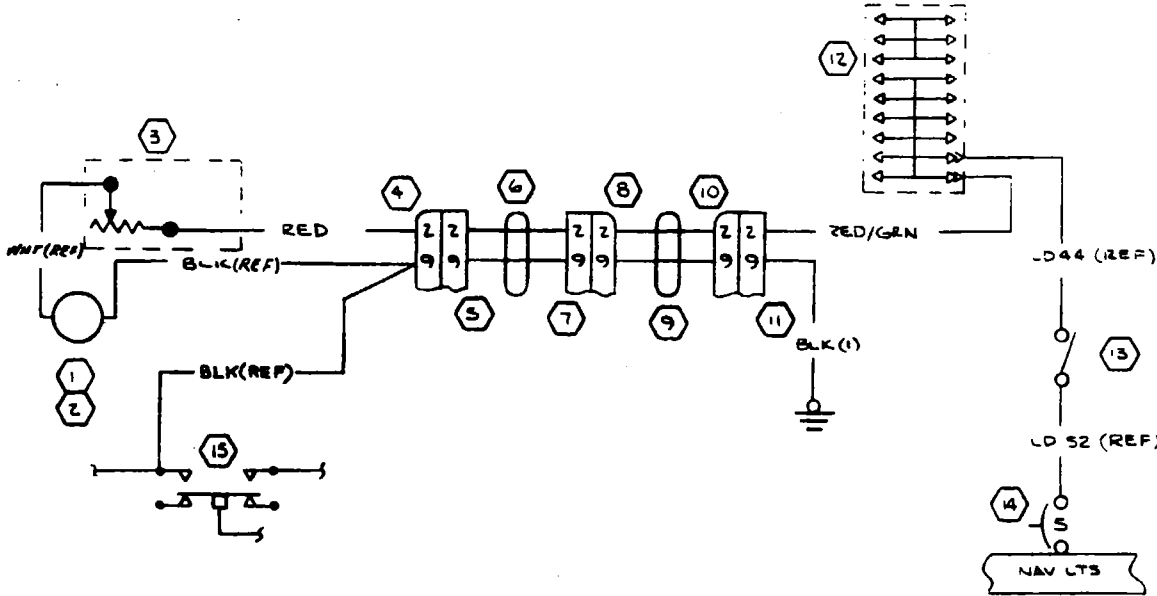 12
3
4
6
8
10
2 2
2 2
2 2
RED
RED/GRN
WHT(REF)
BLK(REF)
9 9
9 9
9 9
LD44 (REF)
1
2
5
7
9
11
BLK(1)
13
BLK(REF)
15
LD 52 (REF)
14
5
NAV LTS